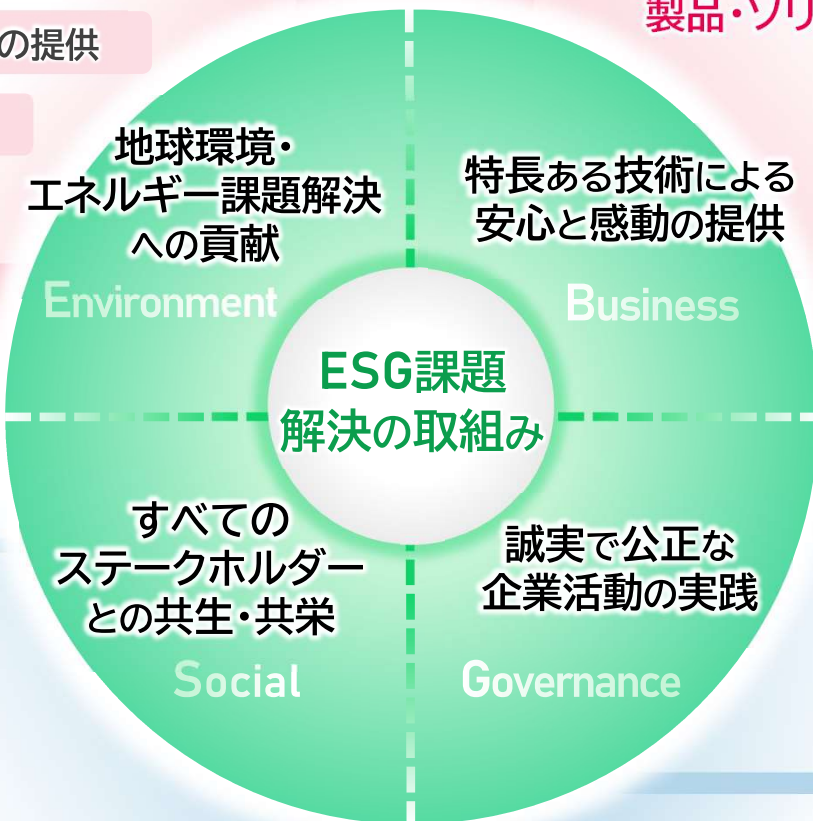 の提供
製品・ソリ
地球環境・
エネルギー課題解決
への貢献
Environment
特長ある技術による
安心と感動の提供
Business
ESG課題
解決の取組み
すべての
ステークホルダー
との共生・共栄
Social
誠実で公正な
企業活動の実践
Governance